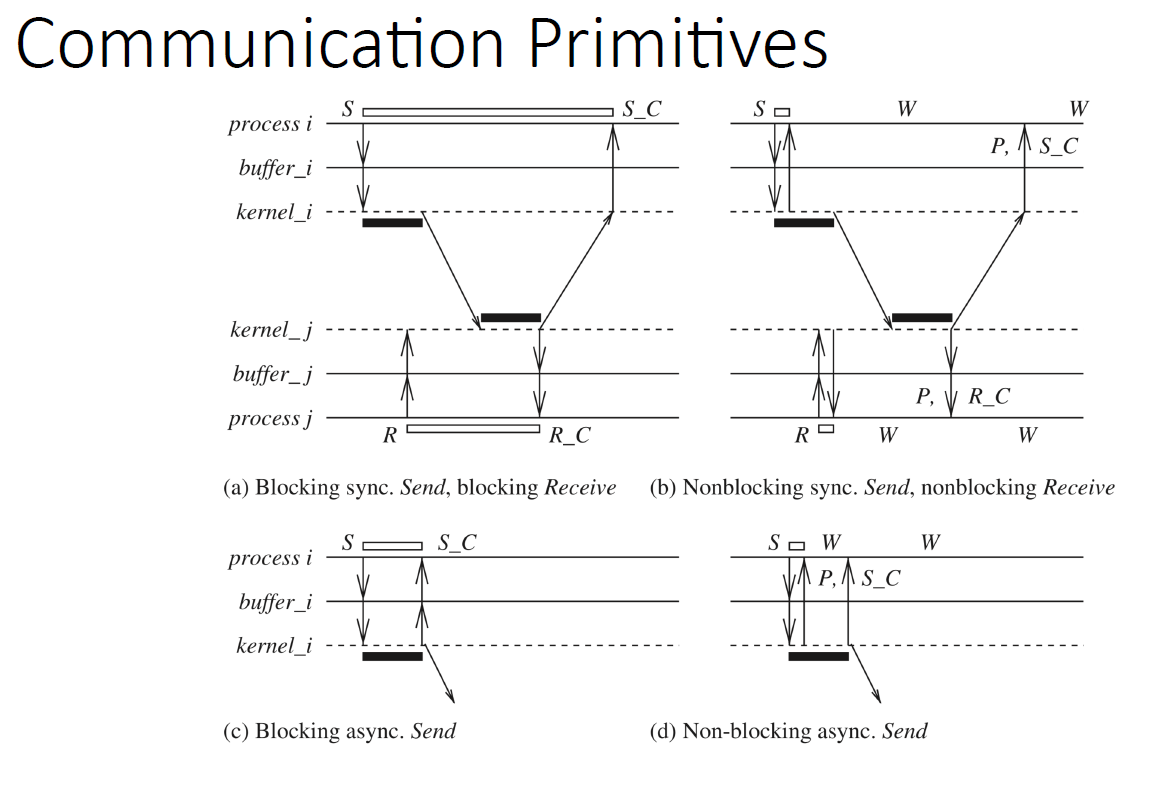 Communication Primitives
S S_C S W W
process i
P, S_C
buffer_i
kernel_i
kernel_j
buffer_j
P, R_C
process j
R R_C R W W
(a) Blocking sync. Send, blocking Receive (b) Nonblocking sync. Send, nonblocking Receive
S S_C S W W
process i
P, S_C
buffer_i
kernel_i
(c) Blocking async. Send (d) Non-blocking async. Send